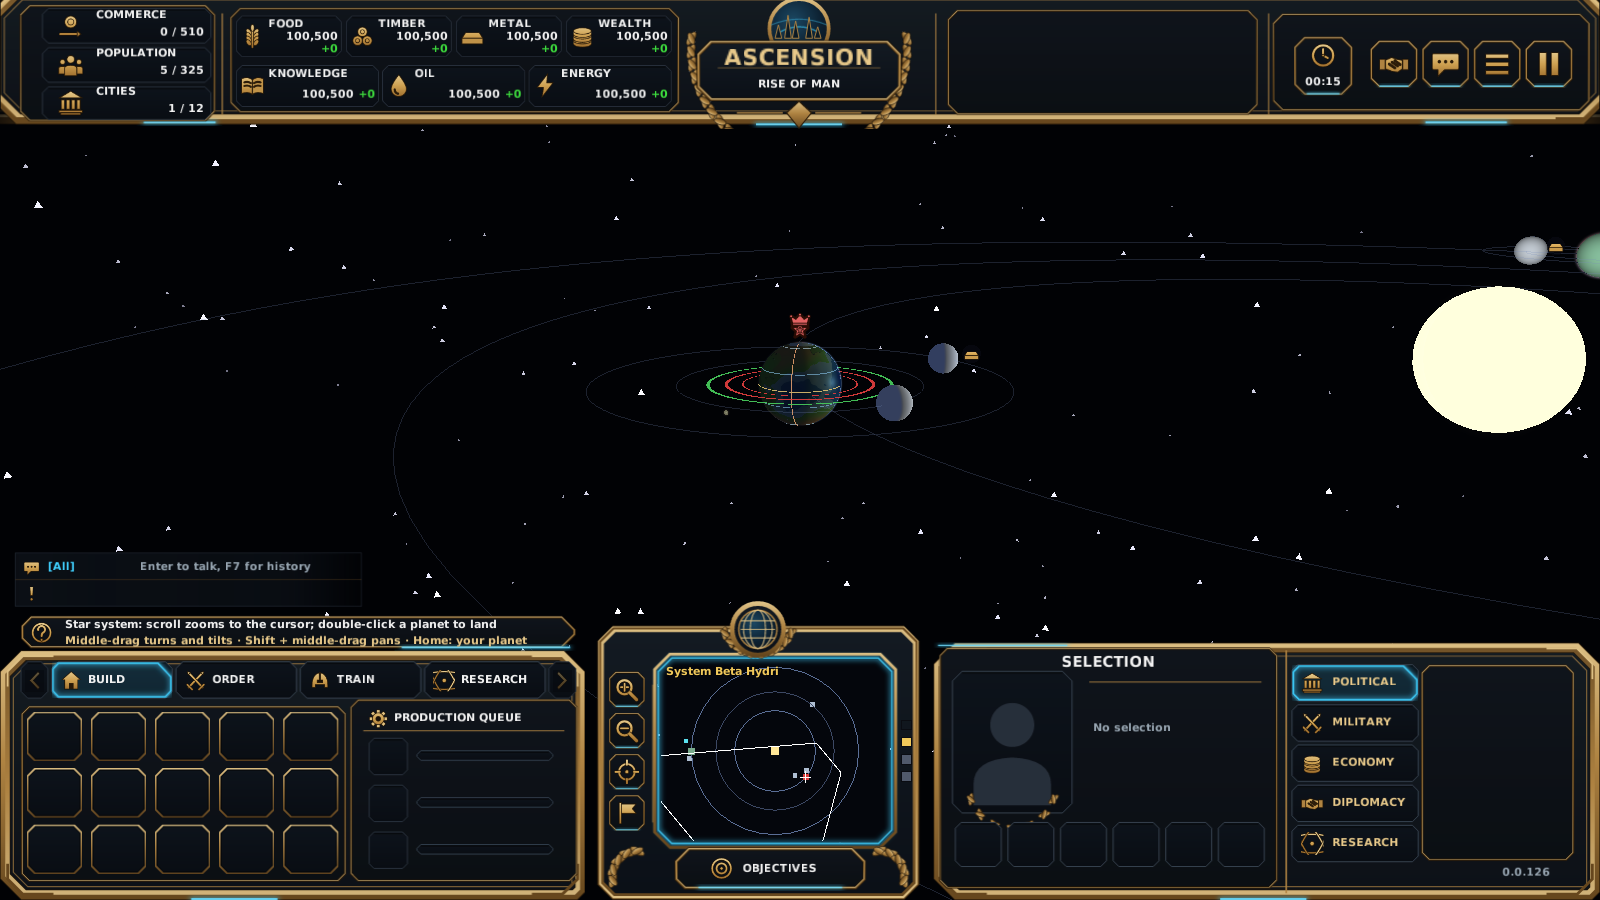 COMMERCE
0 / 510
POPULATION
5 / 325
CITIES
1 / 12
FOOD
100,500
+0
TIMBER
100,500
+0
METAL
100,500
+0
WEALTH
100,500
+0
KNOWLEDGE
100,500 +0
OIL
100,500 +0
ENERGY
100,500 +0
ASCENSION
RISE OF MAN
00:15
[All] Enter to talk, F7 for history
!
Star system: scroll zooms to the cursor; double-click a planet to land
Middle-drag turns and tilts · Shift + middle-drag pans · Home: your planet
BUILD
ORDER
TRAIN
RESEARCH
PRODUCTION QUEUE
System Beta Hydri
OBJECTIVES
SELECTION
No selection
POLITICAL
MILITARY
ECONOMY
DIPLOMACY
RESEARCH
0.0.126